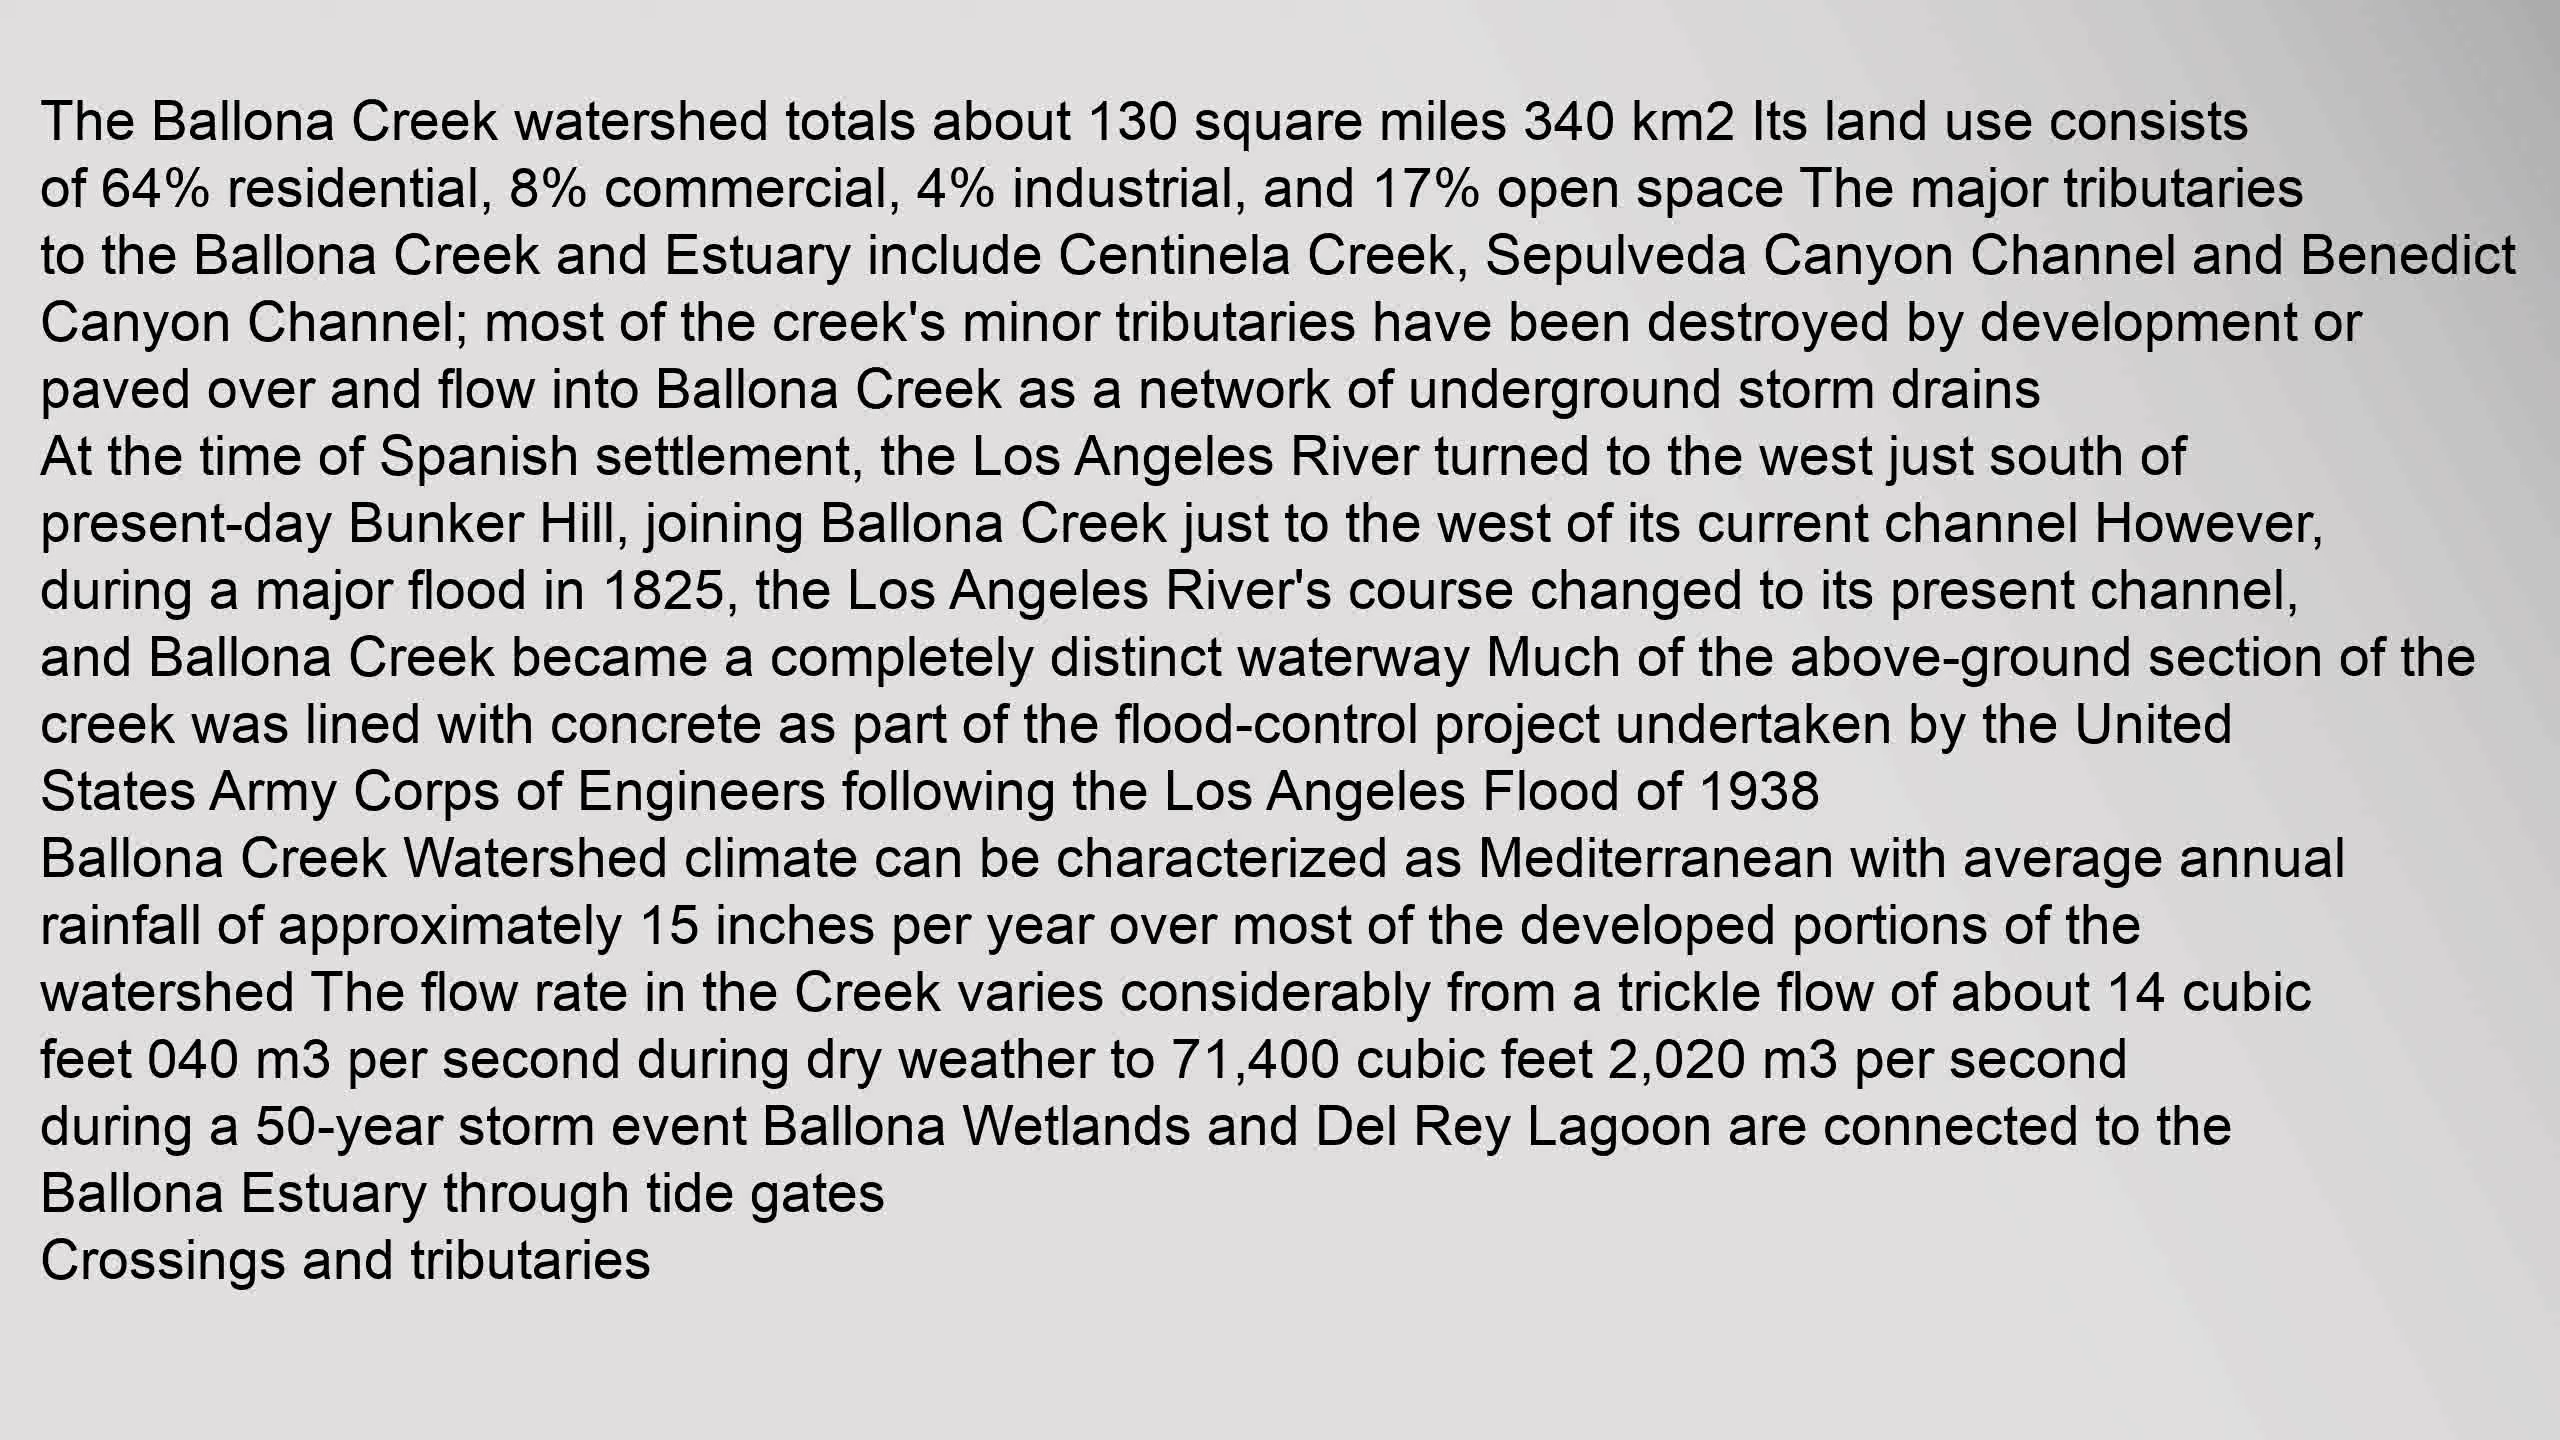 The Ballona Creek watershed totals about 130 square miles 340 km2 Its land use consists
of 64% residential, 8% commercial, 4% industrial, and 17% open space The major tributaries
to the Ballona Creek and Estuary include Centinela Creek, Sepulveda Canyon Channel and Benedict
Canyon Channel; most of the creek's minor tributaries have been destroyed by development or
paved over and flow into Ballona Creek as a network of underground storm drains
At the time of Spanish settlement, the Los Angeles River turned to the west just south of
present-day Bunker Hill, joining Ballona Creek just to the west of its current channel However,
during a major flood in 1825, the Los Angeles River's course changed to its present channel,
and Ballona Creek became a completely distinct waterway Much of the above-ground section of the
creek was lined with concrete as part of the flood-control project undertaken by the United
States Army Corps of Engineers following the Los Angeles Flood of 1938
Ballona Creek Watershed climate can be characterized as Mediterranean with average annual
rainfall of approximately 15 inches per year over most of the developed portions of the
watershed The flow rate in the Creek varies considerably from a trickle flow of about 14 cubic
feet 040 m3 per second during dry weather to 71,400 cubic feet 2,020 m3 per second
during a 50-year storm event Ballona Wetlands and Del Rey Lagoon are connected to the
Ballona Estuary through tide gates
Crossings and tributaries